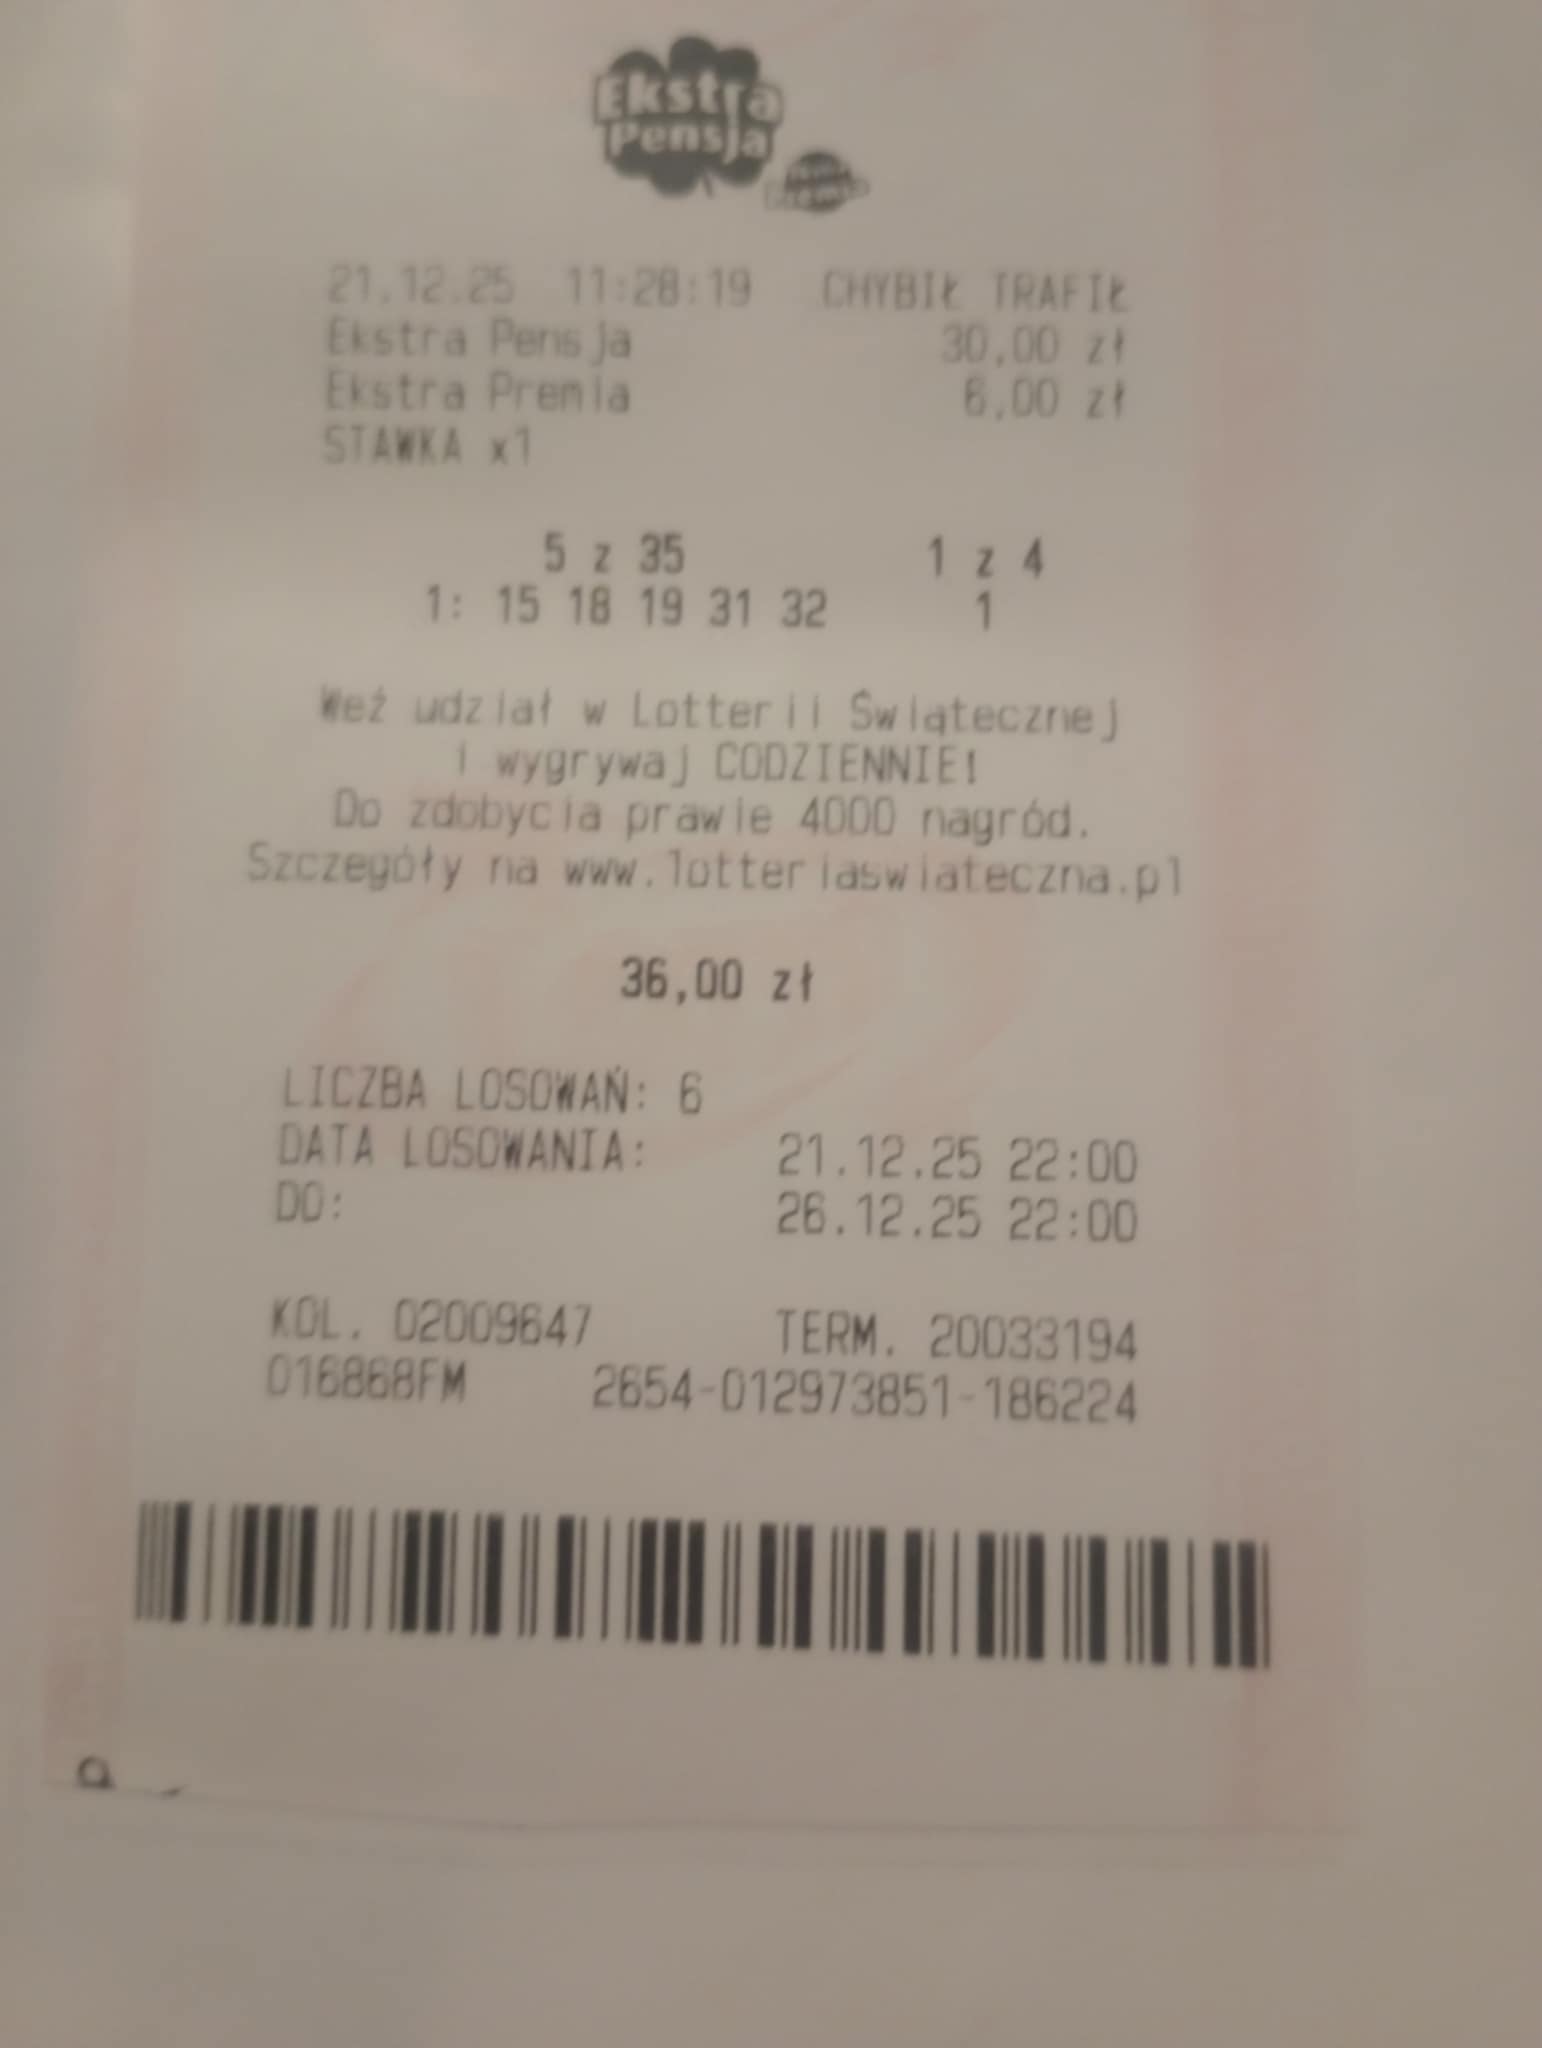 Ekstra
Pensja
21.12.25 11:28:19 CHYBIŁ TRAFIŁ
Ekstra Pensja 30,00 zł
Ekstra Premia 6,00 zł
STAWKA x1
5 z 35 1 z 4
1: 15 18 19 31 32 1
Weź udział w Lotterii Świątecznej
i wygrywaj CODZIENNIE!
Do zdobycia prawie 4000 nagród.
Szczegóły na www.lotteriaswiateczna.pl
36,00 zł
LICZBA LOSOWAŃ: 6
DATA LOSOWANIA: 21.12.25 22:00
DO: 26.12.25 22:00
KOL. 02009647 TERM. 20033194
016868FM 2654-012973851-186224